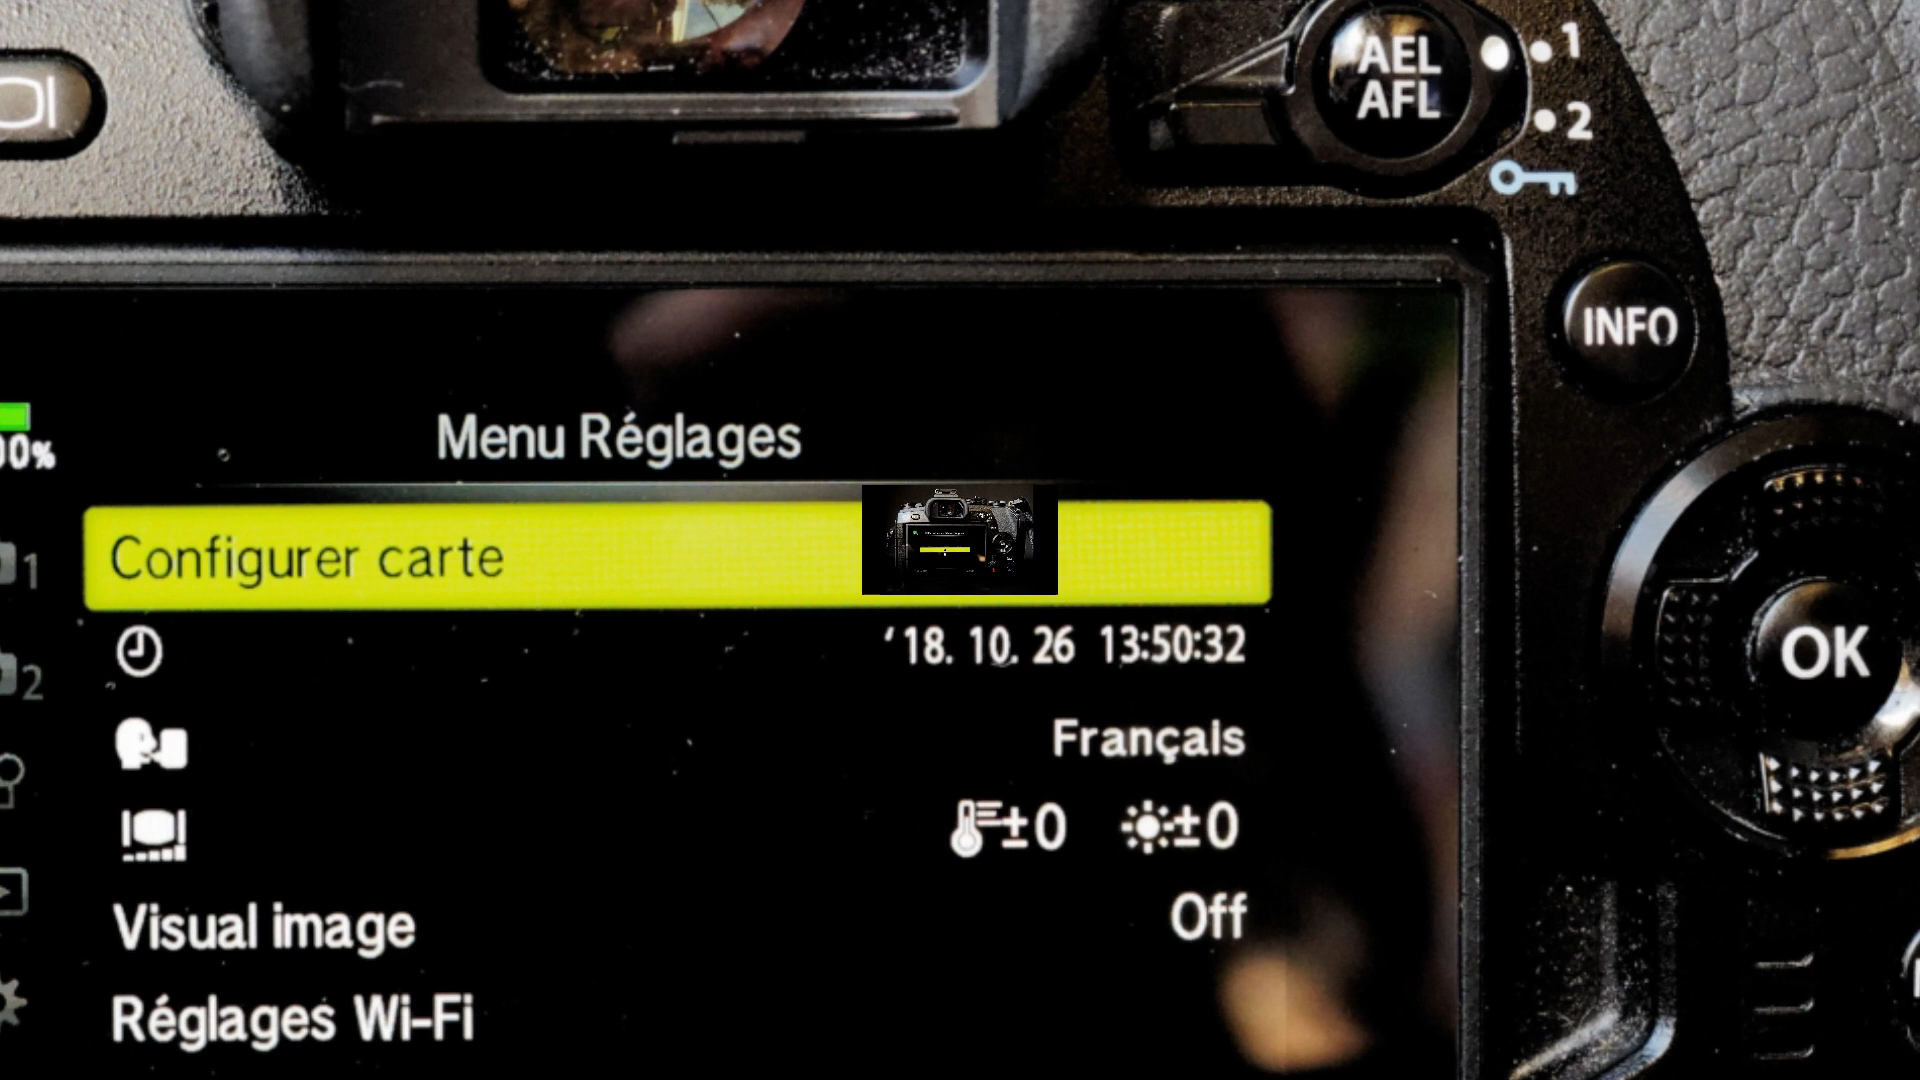 AEL
AFL
1
2
INFO
Menu Réglages
%
Configurer carte
1
'18. 10. 26 13:50:32
2
Français
±0 ±0
OK
Visual image Off
Réglages Wi-Fi